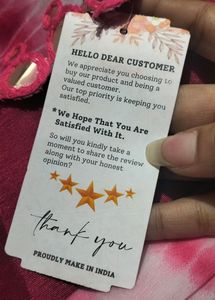 HELLO DEAR CUSTOMER
We appreciate you choosing to
buy our product and being a
valued customer.
Our top priority is keeping you
satisfied.
*We Hope That You Are
Satisfied With It.
So will you kindly take a
moment to share the review
along with your honest
opinion?
thank you
PROUDLY MAKE IN INDIA